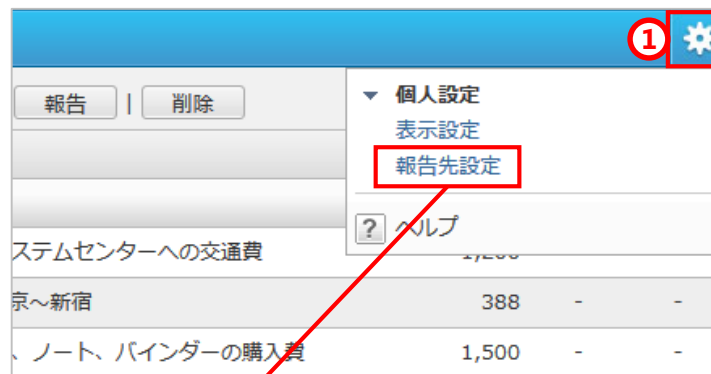 1
報告 | 削除
▼ 個人設定
表示設定
報告先設定
? ヘルプ
ステムセンターへの交通費
京~新宿 388 - -
、ノート、バインダーの購入費 1,500 - -